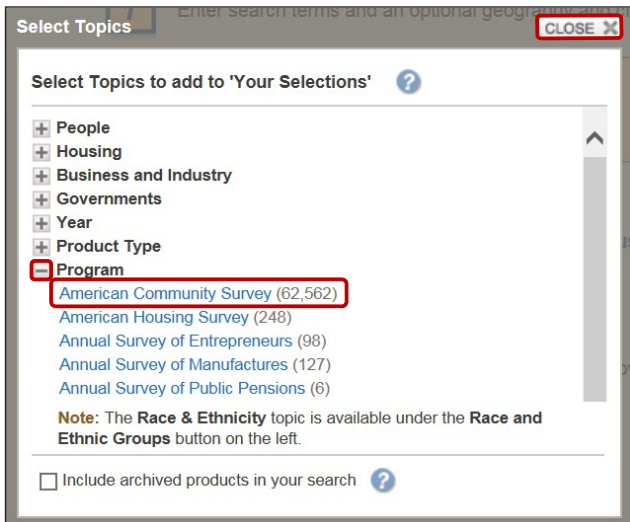 Enter search terms and an optional geography and c
Select Topics
CLOSE X
Select Topics to add to 'Your Selections' ?
+ People
+ Housing
+ Business and Industry
+ Governments
+ Year
+ Product Type
− Program
American Community Survey (62,562)
American Housing Survey (248)
Annual Survey of Entrepreneurs (98)
Annual Survey of Manufactures (127)
Annual Survey of Public Pensions (6)
Note: The Race & Ethnicity topic is available under the Race and
Ethnic Groups button on the left.
Include archived products in your search ?